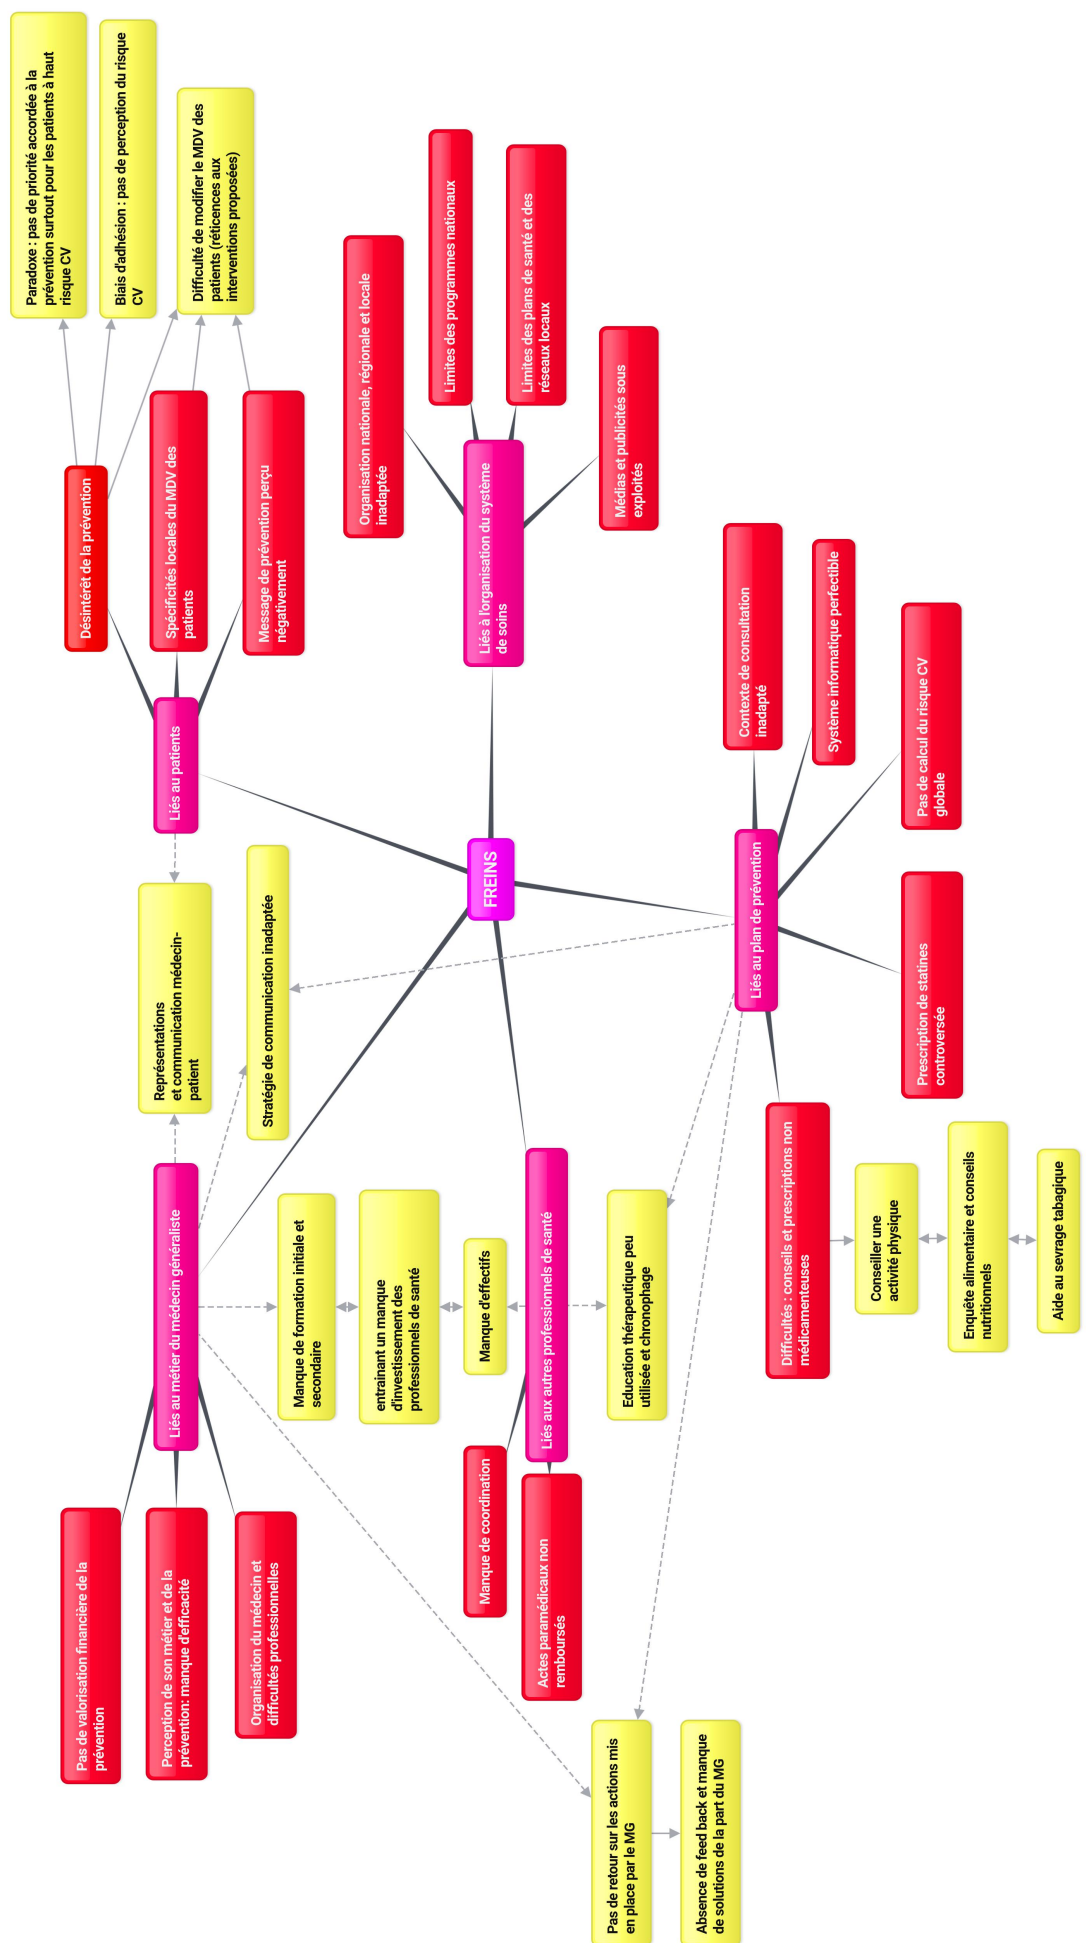 Pas de valorisation financière de la
prévention
Perception de son métier et de la
prévention: manque d'efficacité
Organisation du médecin et
difficultés professionnelles
Liés au métier du médecin généraliste
Représentations
et communication médecin-
patient
Stratégie de communication inadaptée
Liés au patients
Désintérêt de la prévention
Spécificités locales du MDV des
patients
Message de prévention perçu
négativement
Paradoxe : pas de priorité accordée à la
prévention surtout pour les patients à haut
risque CV
Biais d'adhésion : pas de perception du risque
CV
Difficulté de modifier le MDV des
patients (réticences aux
interventions proposées)
Manque de formation initiale et
secondaire
entrainant un manque
d'investissement des
professionnels de santé
Manque d'effectifs
FREINS
Liés à l'organisation du système
de soins
Organisation nationale, régionale et locale
inadaptée
Limites des programmes nationaux
Limites des plans de santé et des
réseaux locaux
Médias et publicités sous
exploités
Manque de coordination
Actes paramédicaux non
remboursés
Liés aux autres professionnels de santé
Education thérapeutique peu
utilisée et chronophage
Pas de retour sur les actions mis
en place par le MG
Absence de feed back et manque
de solutions de la part du MG
Liés au plan de prévention
Contexte de consultation
inadapté
Système informatique perfectible
Pas de calcul du risque CV
globale
Prescription de statines
controversée
Difficultés : conseils et prescriptions non
médicamenteuses
Conseiller une
activité physique
Enquête alimentaire et conseils
nutritionnels
Aide au sevrage tabagique